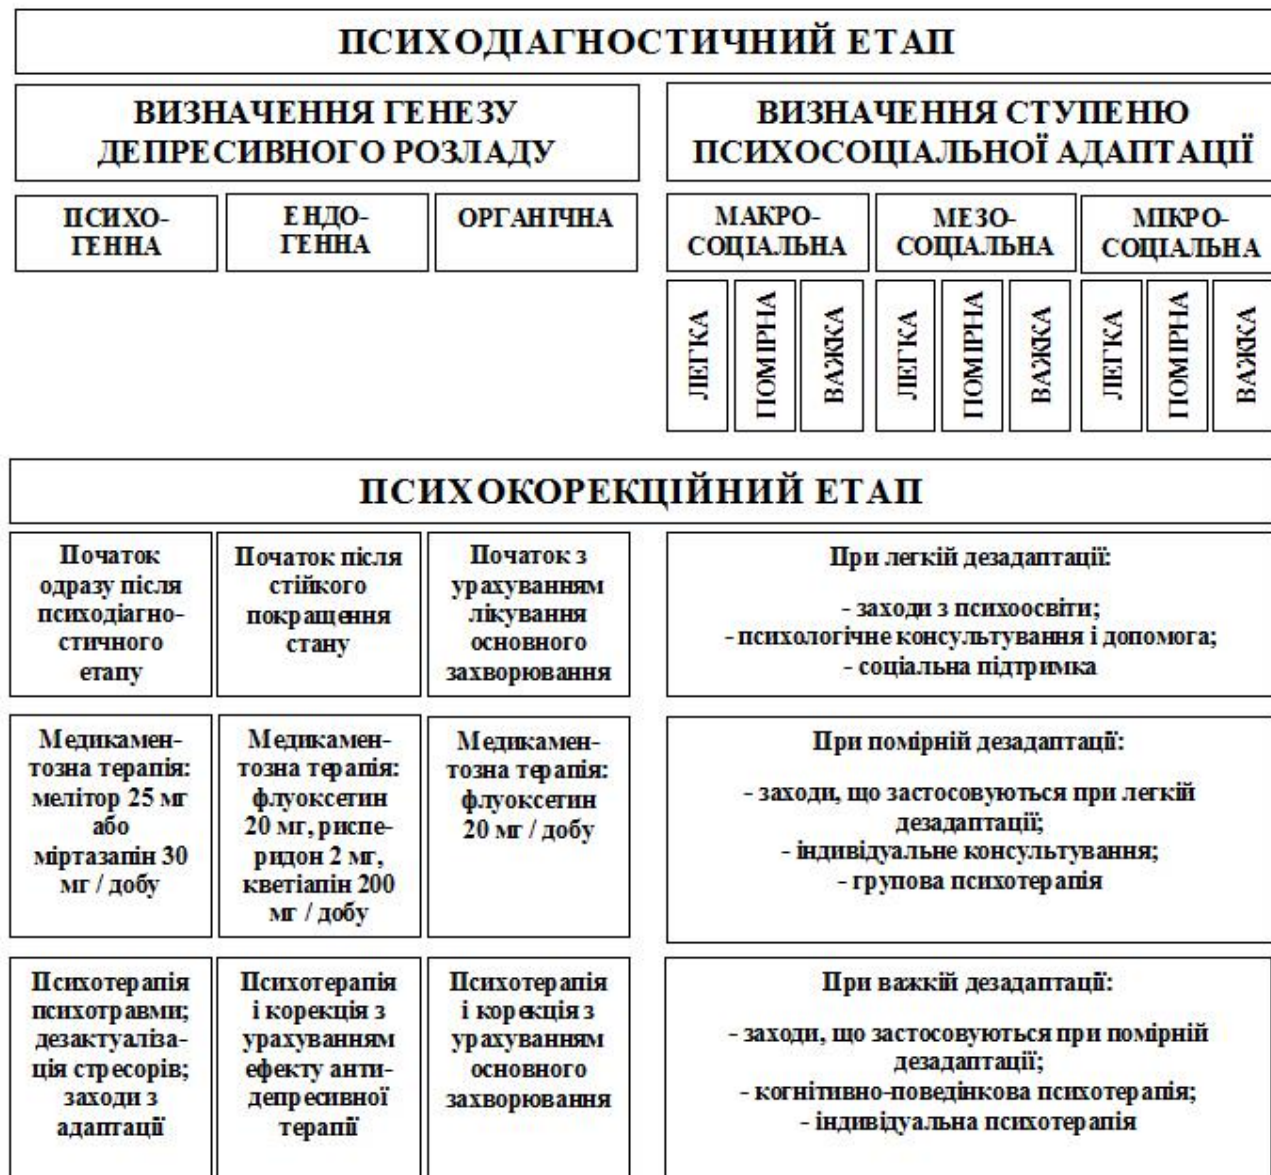 ПСИХОДІАГНОСТИЧНИЙ ЕТАП
ВИЗНАЧЕННЯ ГЕНЕЗУ
ДЕПРЕСИВНОГО РОЗЛАДУ
ВИЗНАЧЕННЯ СТУПЕНЮ
ПСИХОСОЦІАЛЬНОЇ АДАПТАЦІЇ
ПСИХО-
ГЕННА
ЕНДО-
ГЕННА
ОРГАНІЧНА
МАКРО-
СОЦІАЛЬНА
МЕЗО-
СОЦІАЛЬНА
МІКРО-
СОЦІАЛЬНА
ЛЕГКА
ПОМІРНА
ВАЖКА
ЛЕГКА
ПОМІРНА
ВАЖКА
ЛЕГКА
ПОМІРНА
ВАЖКА
ПСИХОКОРЕКЦІЙНИЙ ЕТАП
Початок
одразу після
психодіагно-
стичного
етапу
Початок після
стійкого
покращення
стану
Початок з
урахуванням
лікування
основного
захворювання
При легкій дезадаптації:
- заходи з психоосвіти;
- психологічне консультування і допомога;
- соціальна підтримка
Медикамен-
тозна терапія:
мелітор 25 мг
або
міртазапін 30
мг / добу
Медикамен-
тозна терапія:
флуоксетин
20 мг, риспе-
ридон 2 мг,
кветіапін 200
мг / добу
Медикамен-
тозна терапія:
флуоксетин
20 мг / добу
При помірній дезадаптації:
- заходи, що застосовуються при легкій
дезадаптації;
- індивідуальне консультування;
- групова психотерапія
Психотерапія
психотравми;
дезактуаліза-
ція стресорів;
заходи з
адаптації
Психотерапія
і корекція з
урахуванням
ефекту анти-
депресивної
терапії
Психотерапія
і корекція з
урахуванням
основного
захворювання
При важкій дезадаптації:
- заходи, що застосовуються при помірній
дезадаптації;
- когнітивно-поведінкова психотерапія;
- індивідуальна психотерапія